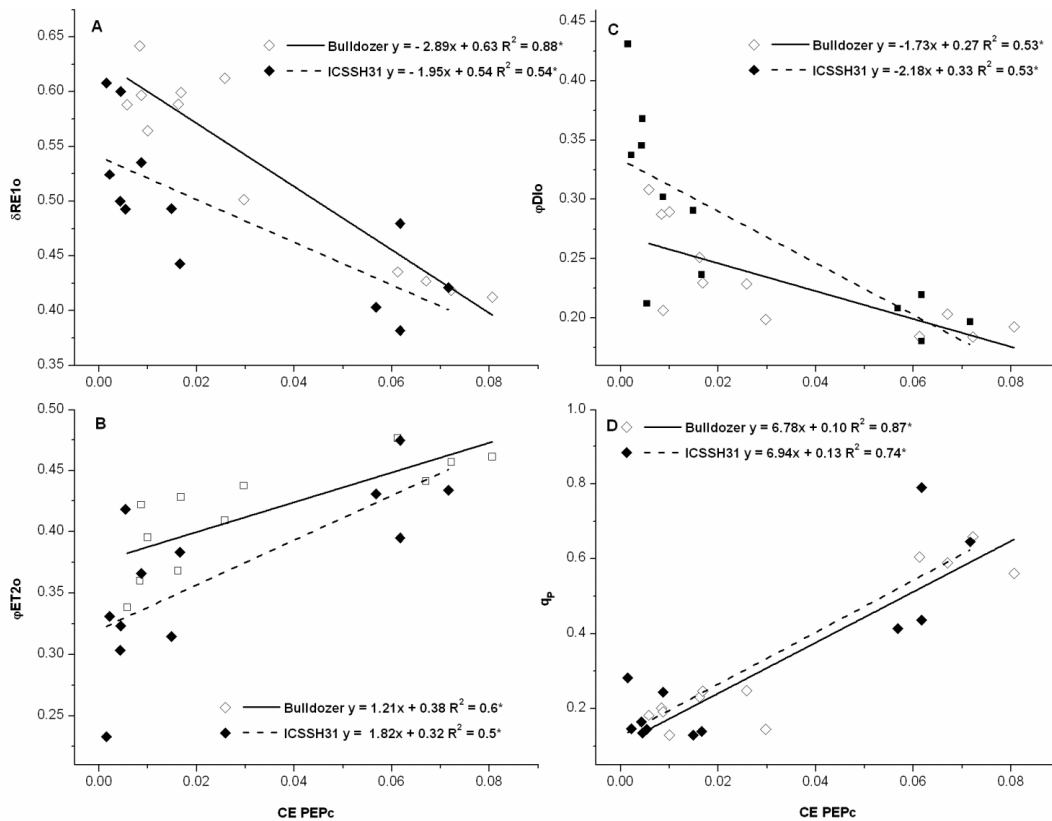 A
Bulldozer y = - 2.89x + 0.63 R² = 0.88*
ICSSH31 y = - 1.95x + 0.54 R² = 0.54*
0.65
0.60
0.55
0.50
0.45
0.40
0.35
δRE1o
0.00 0.02 0.04 0.06 0.08
C
Bulldozer y = -1.73x + 0.27 R² = 0.53*
ICSSH31 y = -2.18x + 0.33 R² = 0.53*
0.45
0.40
0.35
0.30
0.25
0.20
φDIo
0.00 0.02 0.04 0.06 0.08
B
0.50
0.45
0.40
0.35
0.30
0.25
φET2o
Bulldozer y = 1.21x + 0.38 R² = 0.6*
ICSSH31 y = 1.82x + 0.32 R² = 0.5*
0.00 0.02 0.04 0.06 0.08
CE PEPc
D
Bulldozer y = 6.78x + 0.10 R² = 0.87*
ICSSH31 y = 6.94x + 0.13 R² = 0.74*
1.0
0.8
0.6
0.4
0.2
qP
0.00 0.02 0.04 0.06 0.08
CE PEPc